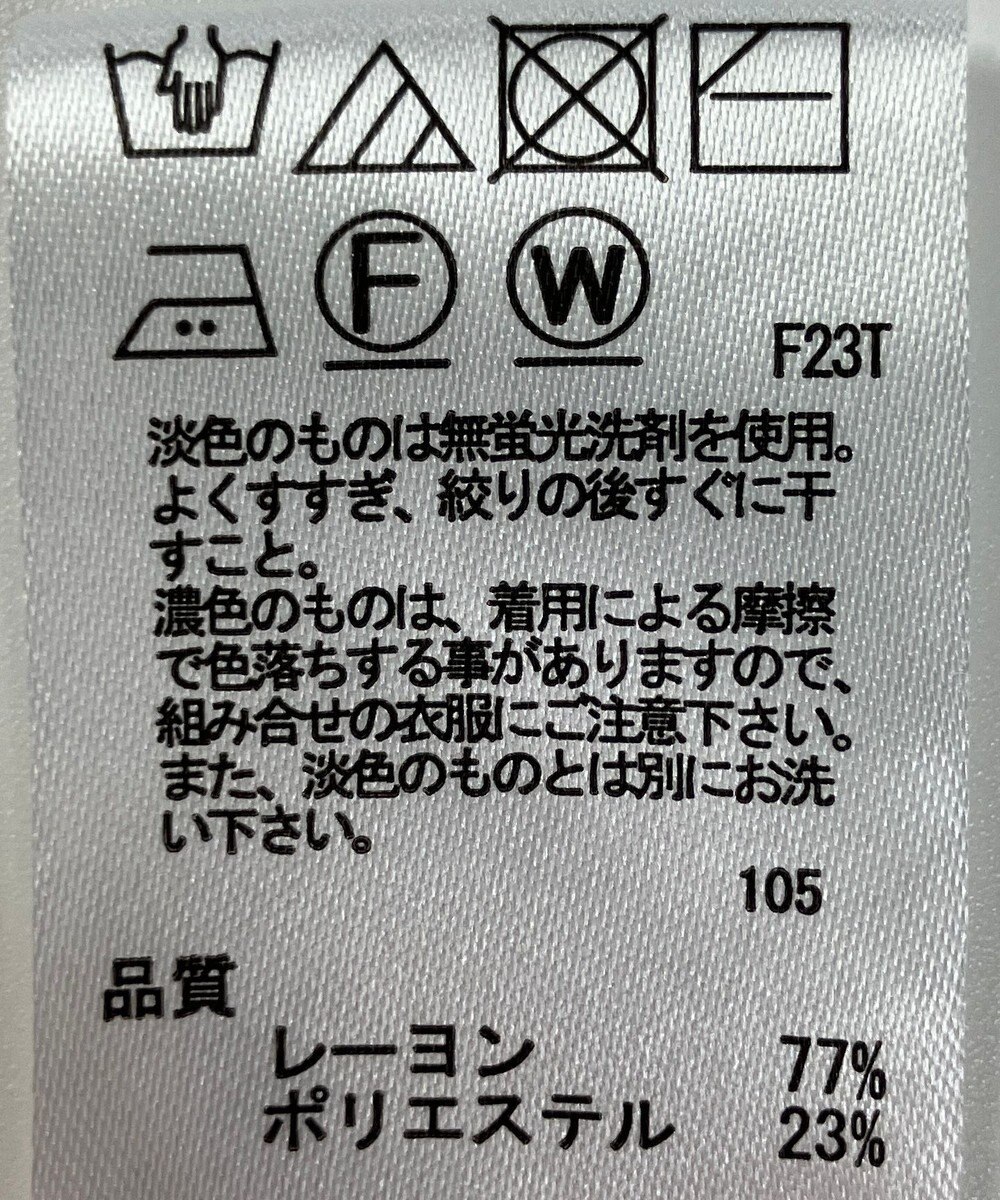 F
W
F23T
淡色のものは無蛍光洗剤を使用。
よくすすぎ、絞りの後すぐに干
すこと。
濃色のものは、着用による摩擦
で色落ちする事がありますので、
組み合せの衣服にご注意下さい。
また、淡色のものとは別にお洗
い下さい。
105
品質
レーヨン 77%
ポリエステル 23%